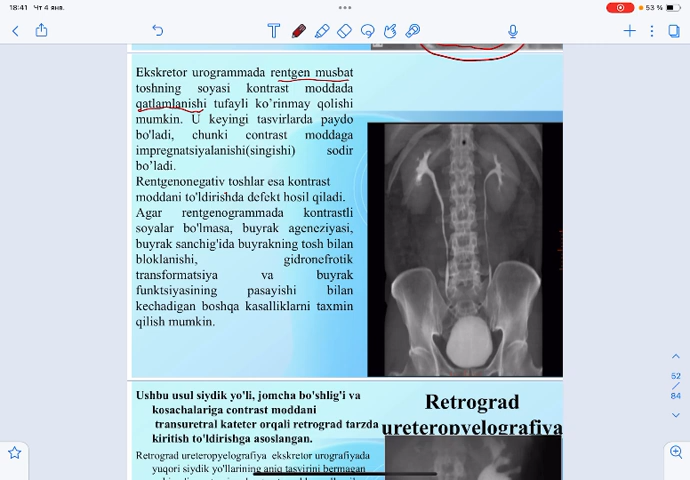 18:41 Чт 4 янв.
53 %
Ekskretor urogrammada rentgen musbat
toshning soyasi kontrast moddada
qatlamlanishi tufayli ko’rinmay qolishi
mumkin. U keyingi tasvirlarda paydo
bo'ladi, chunki contrast moddaga
impregnatsiyalanishi(singishi) sodir
bo’ladi.
Rentgenonegativ toshlar esa kontrast
moddani to'ldirishda defekt hosil qiladi.
Agar rentgenogrammada kontrastli
soyalar bo'lmasa, buyrak ageneziyasi,
buyrak sanchig'ida buyrakning tosh bilan
bloklanishi, gidronefrotik
transformatsiya va buyrak
funktsiyasining pasayishi bilan
kechadigan boshqa kasalliklarni taxmin
qilish mumkin.
52
/
84
Ushbu usul siydik yo'li, jomcha bo'shlig'i va
kosachalariga contrast moddani
transuretral kateter orqali retrograd tarzda
kiritish to'ldirishga asoslangan.
Retrograd
ureteropyelografiya
Retrograd ureteropyelografiya ekskretor urografiyada
yuqori siydik yo'llarining aniq tasvirini bermagan